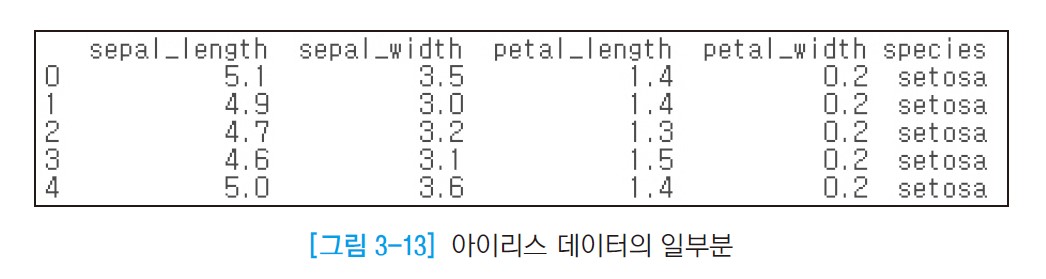 sepal_length sepal_width petal_length petal_width species
0 5.1 3.5 1.4 0.2 setosa
1 4.9 3.0 1.4 0.2 setosa
2 4.7 3.2 1.3 0.2 setosa
3 4.6 3.1 1.5 0.2 setosa
4 5.0 3.6 1.4 0.2 setosa
[그림 3-13] 아이리스 데이터의 일부분